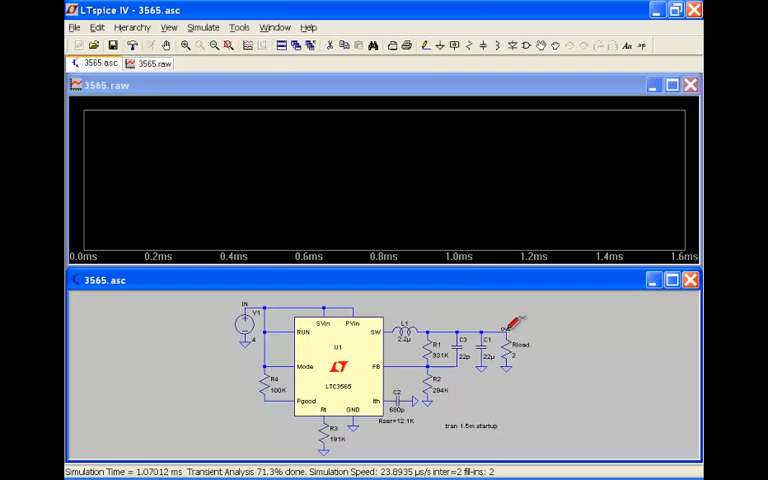 LTspice IV - 3565.asc
File Edit Hierarchy View Simulate Tools Window Help
3565.asc 3565.raw
3565.raw
0.0ms 0.2ms 0.4ms 0.6ms 0.8ms 1.0ms 1.2ms 1.4ms 1.6ms
3565.asc
IN
V1
4
SVin PVin
RUN
SW
U1
Mode
FB
LTC3565
Pgood
Ith
Rt GND
R4
100K
R3
191K
L1
2.2µ
R1
931K
C3
22p
C1
22µ
Rload
2
R2
294K
C2
680p
Rser=12.1K
.tran 1.5m startup
Simulation Time = 1.07012 ms Transient Analysis 71.3% done. Simulation Speed: 23.8935 µs/s inter=2 fill-ins: 2